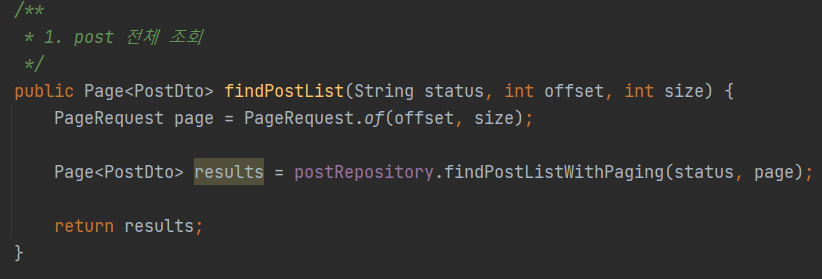 /**
 * 1. post 전체 조회
 */
public Page<PostDto> findPostList(String status, int offset, int size) {
    PageRequest page = PageRequest.of(offset, size);
    Page<PostDto> results = postRepository.findPostListWithPaging(status, page);
    return results;
}